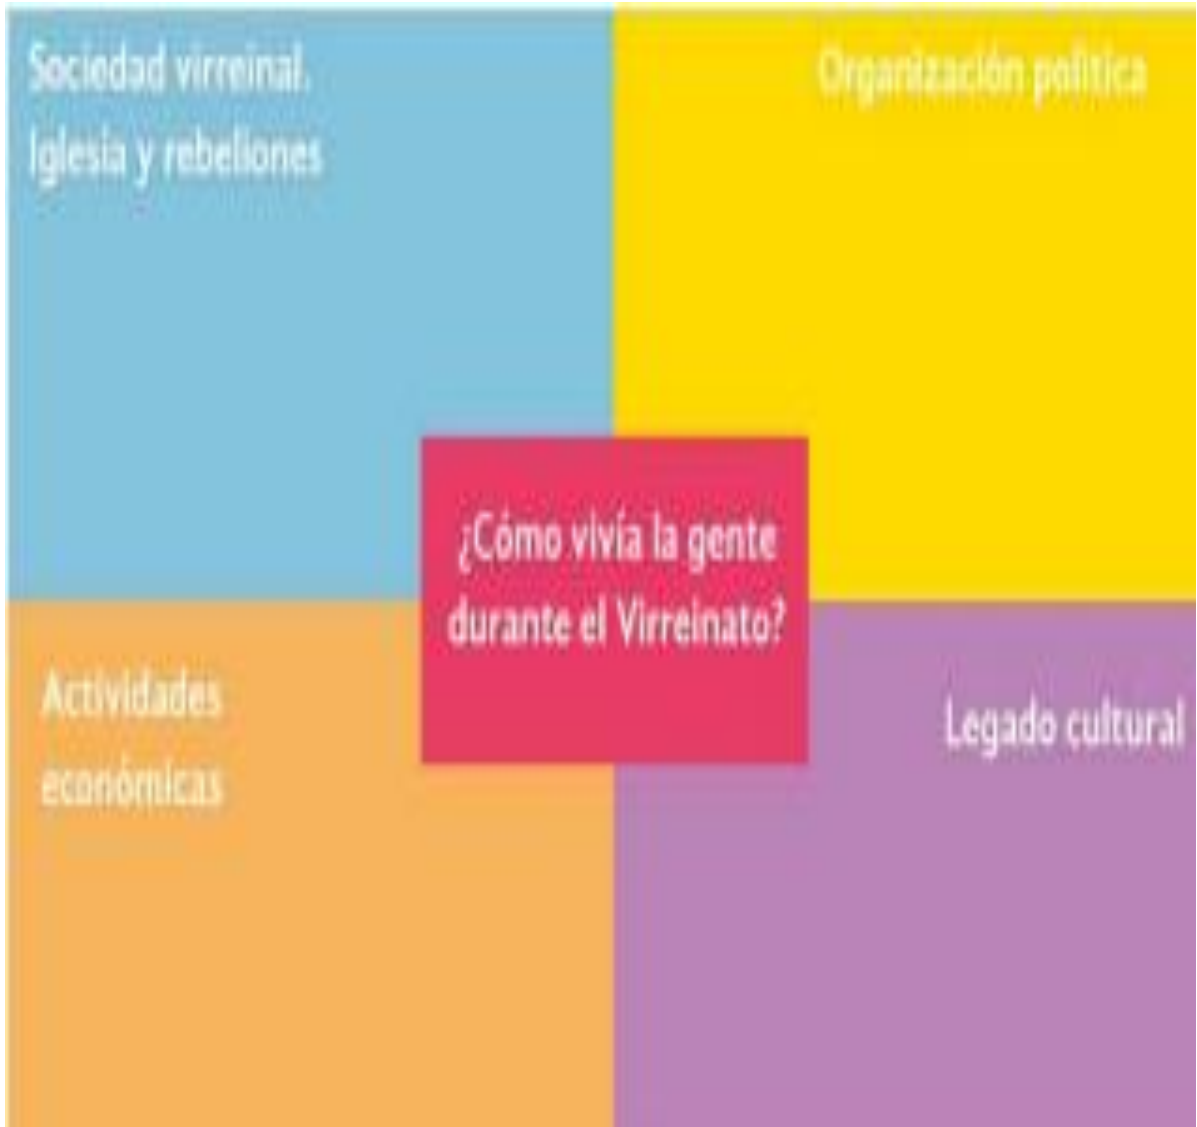 Sociedad virreinal.
Iglesia y rebeliones
Organización política
¿Cómo vivía la gente
durante el Virreinato?
Actividades
económicas
Legado cultural